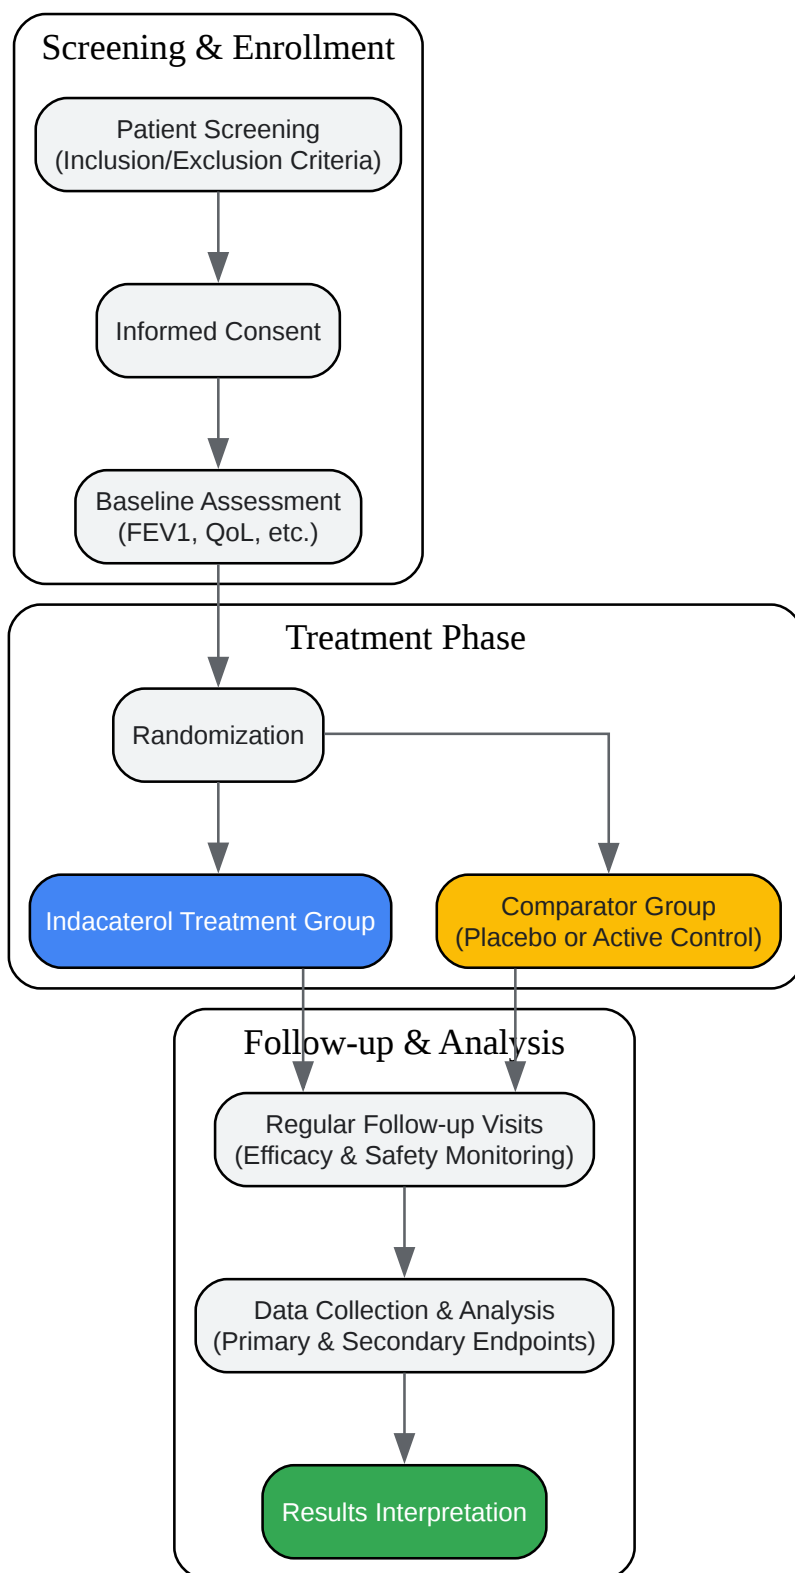 Screening & Enrollment
Patient Screening
(Inclusion/Exclusion Criteria)
Informed Consent
Baseline Assessment
(FEV1, QoL, etc.)
Treatment Phase
Randomization
Indacaterol Treatment Group
Comparator Group
(Placebo or Active Control)
Follow-up & Analysis
Regular Follow-up Visits
(Efficacy & Safety Monitoring)
Data Collection & Analysis
(Primary & Secondary Endpoints)
Results Interpretation